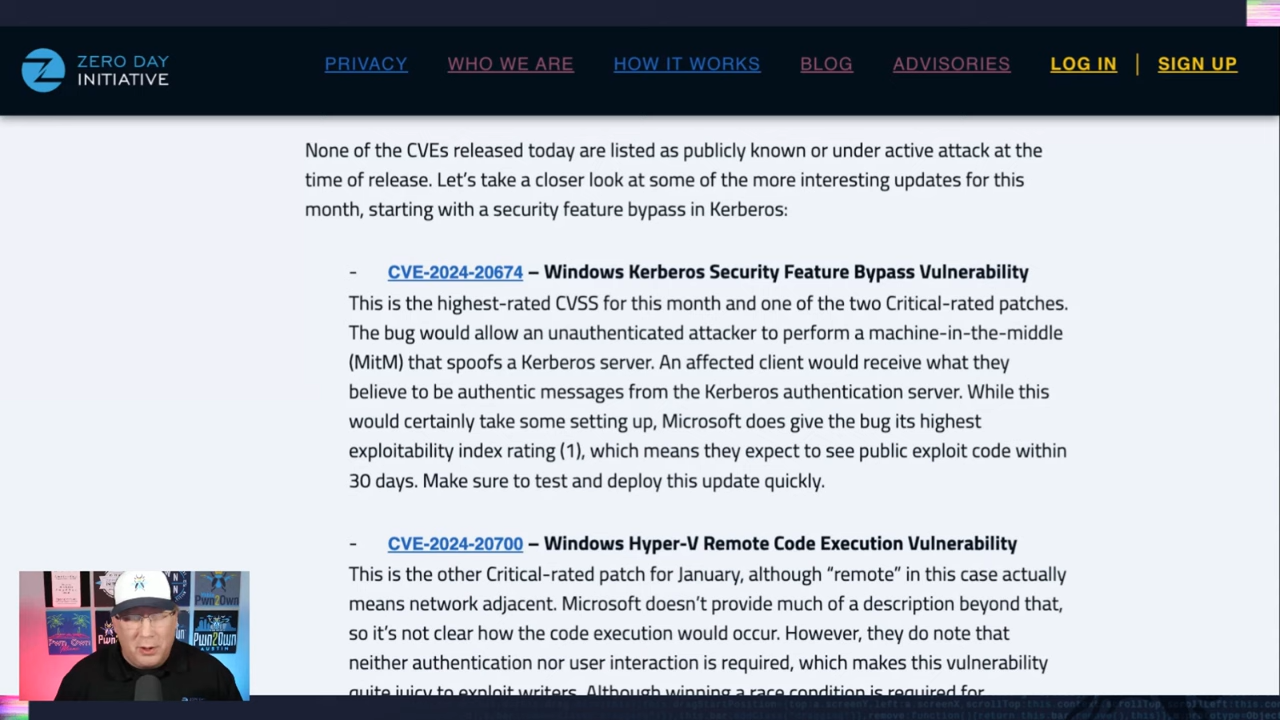 ZERO DAY
INITIATIVE
PRIVACY WHO WE ARE HOW IT WORKS BLOG ADVISORIES LOG IN | SIGN UP
None of the CVEs released today are listed as publicly known or under active attack at the
time of release. Let’s take a closer look at some of the more interesting updates for this
month, starting with a security feature bypass in Kerberos:
- CVE-2024-20674 – Windows Kerberos Security Feature Bypass Vulnerability
This is the highest-rated CVSS for this month and one of the two Critical-rated patches.
The bug would allow an unauthenticated attacker to perform a machine-in-the-middle
(MitM) that spoofs a Kerberos server. An affected client would receive what they
believe to be authentic messages from the Kerberos authentication server. While this
would certainly take some setting up, Microsoft does give the bug its highest
exploitability index rating (1), which means they expect to see public exploit code within
30 days. Make sure to test and deploy this update quickly.
- CVE-2024-20700 – Windows Hyper-V Remote Code Execution Vulnerability
This is the other Critical-rated patch for January, although “remote” in this case actually
means network adjacent. Microsoft doesn’t provide much of a description beyond that,
so it’s not clear how the code execution would occur. However, they do note that
neither authentication nor user interaction is required, which makes this vulnerability
quite juicy to exploit writers. Although winning a race condition is required for
Pwn2Own
Pwn2Own
AUSTIN